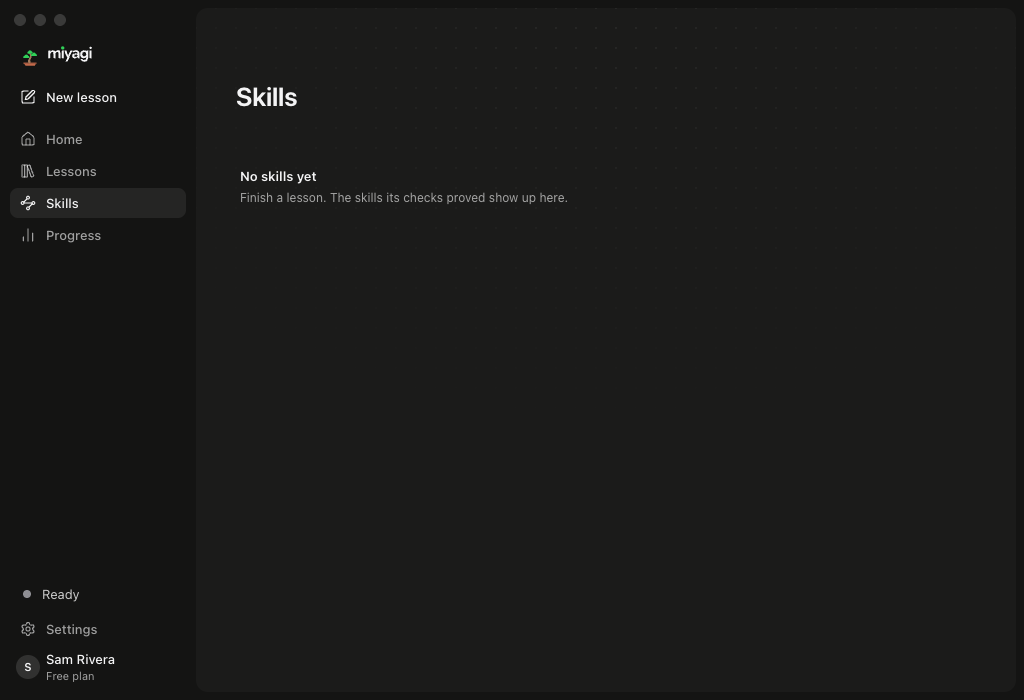 miyagi
New lesson
Home
Lessons
Skills
Progress
Ready
Settings
S
Sam Rivera
Free plan
Skills
No skills yet
Finish a lesson. The skills its checks proved show up here.